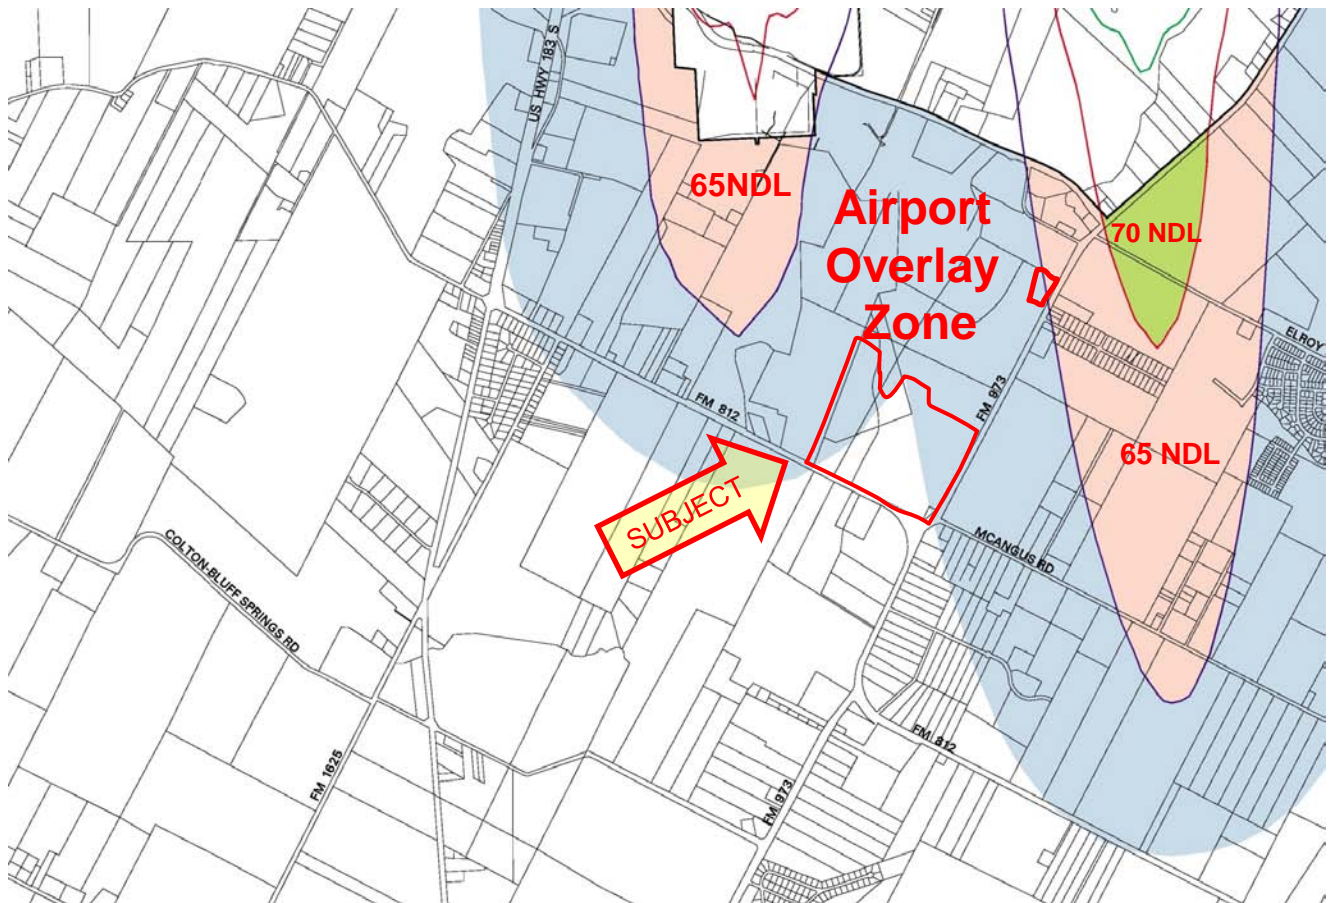 US HWY 183 S
65NDL
Airport
Overlay
Zone
70 NDL
ELROY
FM 812
FM 973
65 NDL
SUBJECT
MCANGUS RD
COLTON-BLUFF SPRINGS RD
FM 812
FM 1625
FM 973